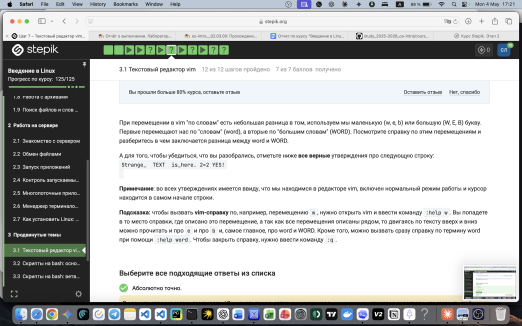 Safari File Edit View History Bookmarks Window Help
Mon 4 May 17:21
stepik.org
Шаг 7 – Текстовый редактор vim
stepik
Введение в Linux
Прогресс по курсу: 125/125
1.8 Работа с архивами
1.9 Поиск файлов и слов
2 Работа на сервере
2.1 Знакомство с сервером
2.2 Обмен файлами
2.3 Запуск приложений
2.4 Контроль запускаемы...
2.5 Многопоточные прило...
2.6 Менеджер терминало...
2.7 Как установить Linux: ...
3 Продвинутые темы
3.1 Текстовый редактор vim
3.2 Скрипты на bash: осно...
3.3 Скрипты на bash: ветв...
3.1 Текстовый редактор vim 12 из 12 шагов пройдено 7 из 7 баллов получено
Вы прошли больше 80% курса, оставьте отзыв
Оставить отзыв Нет, спасибо
При перемещении в vim "по словам" есть небольшая разница в том, используем мы маленькую (w, e, b) или большую (W, E, B) букву.
Первые перемещают нас по "словам" (word), а вторые по "большим словам" (WORD). Посмотрите справку по этим перемещениям и
разберитесь в чем заключается разница между word и WORD.
А для того, чтобы убедиться, что вы разобрались, отметьте ниже все верные утверждения про следующую строку:
Strange_ TEXT is_here. 2=2 YES!
Примечание: во всех утверждениях имеется ввиду, что мы находимся в редакторе vim, включен нормальный режим работы и курсор
находится в самом начале строки.
Подсказка: чтобы вызвать vim-справку по, например, перемещению w, нужно открыть vim и ввести команду :help w. Вы попадете
в то место справки, где описано это перемещение, а так как все перемещения описаны рядом, то двигаясь по тексту вверх и вниз
можно прочитать и про e и про b и, самое главное, про word и WORD. Кроме того, можно вызвать сразу справку по термину word
при помощи :help word. Чтобы закрыть справку, нужно ввести команду :q.
Выберите все подходящие ответы из списка
Абсолютно точно.